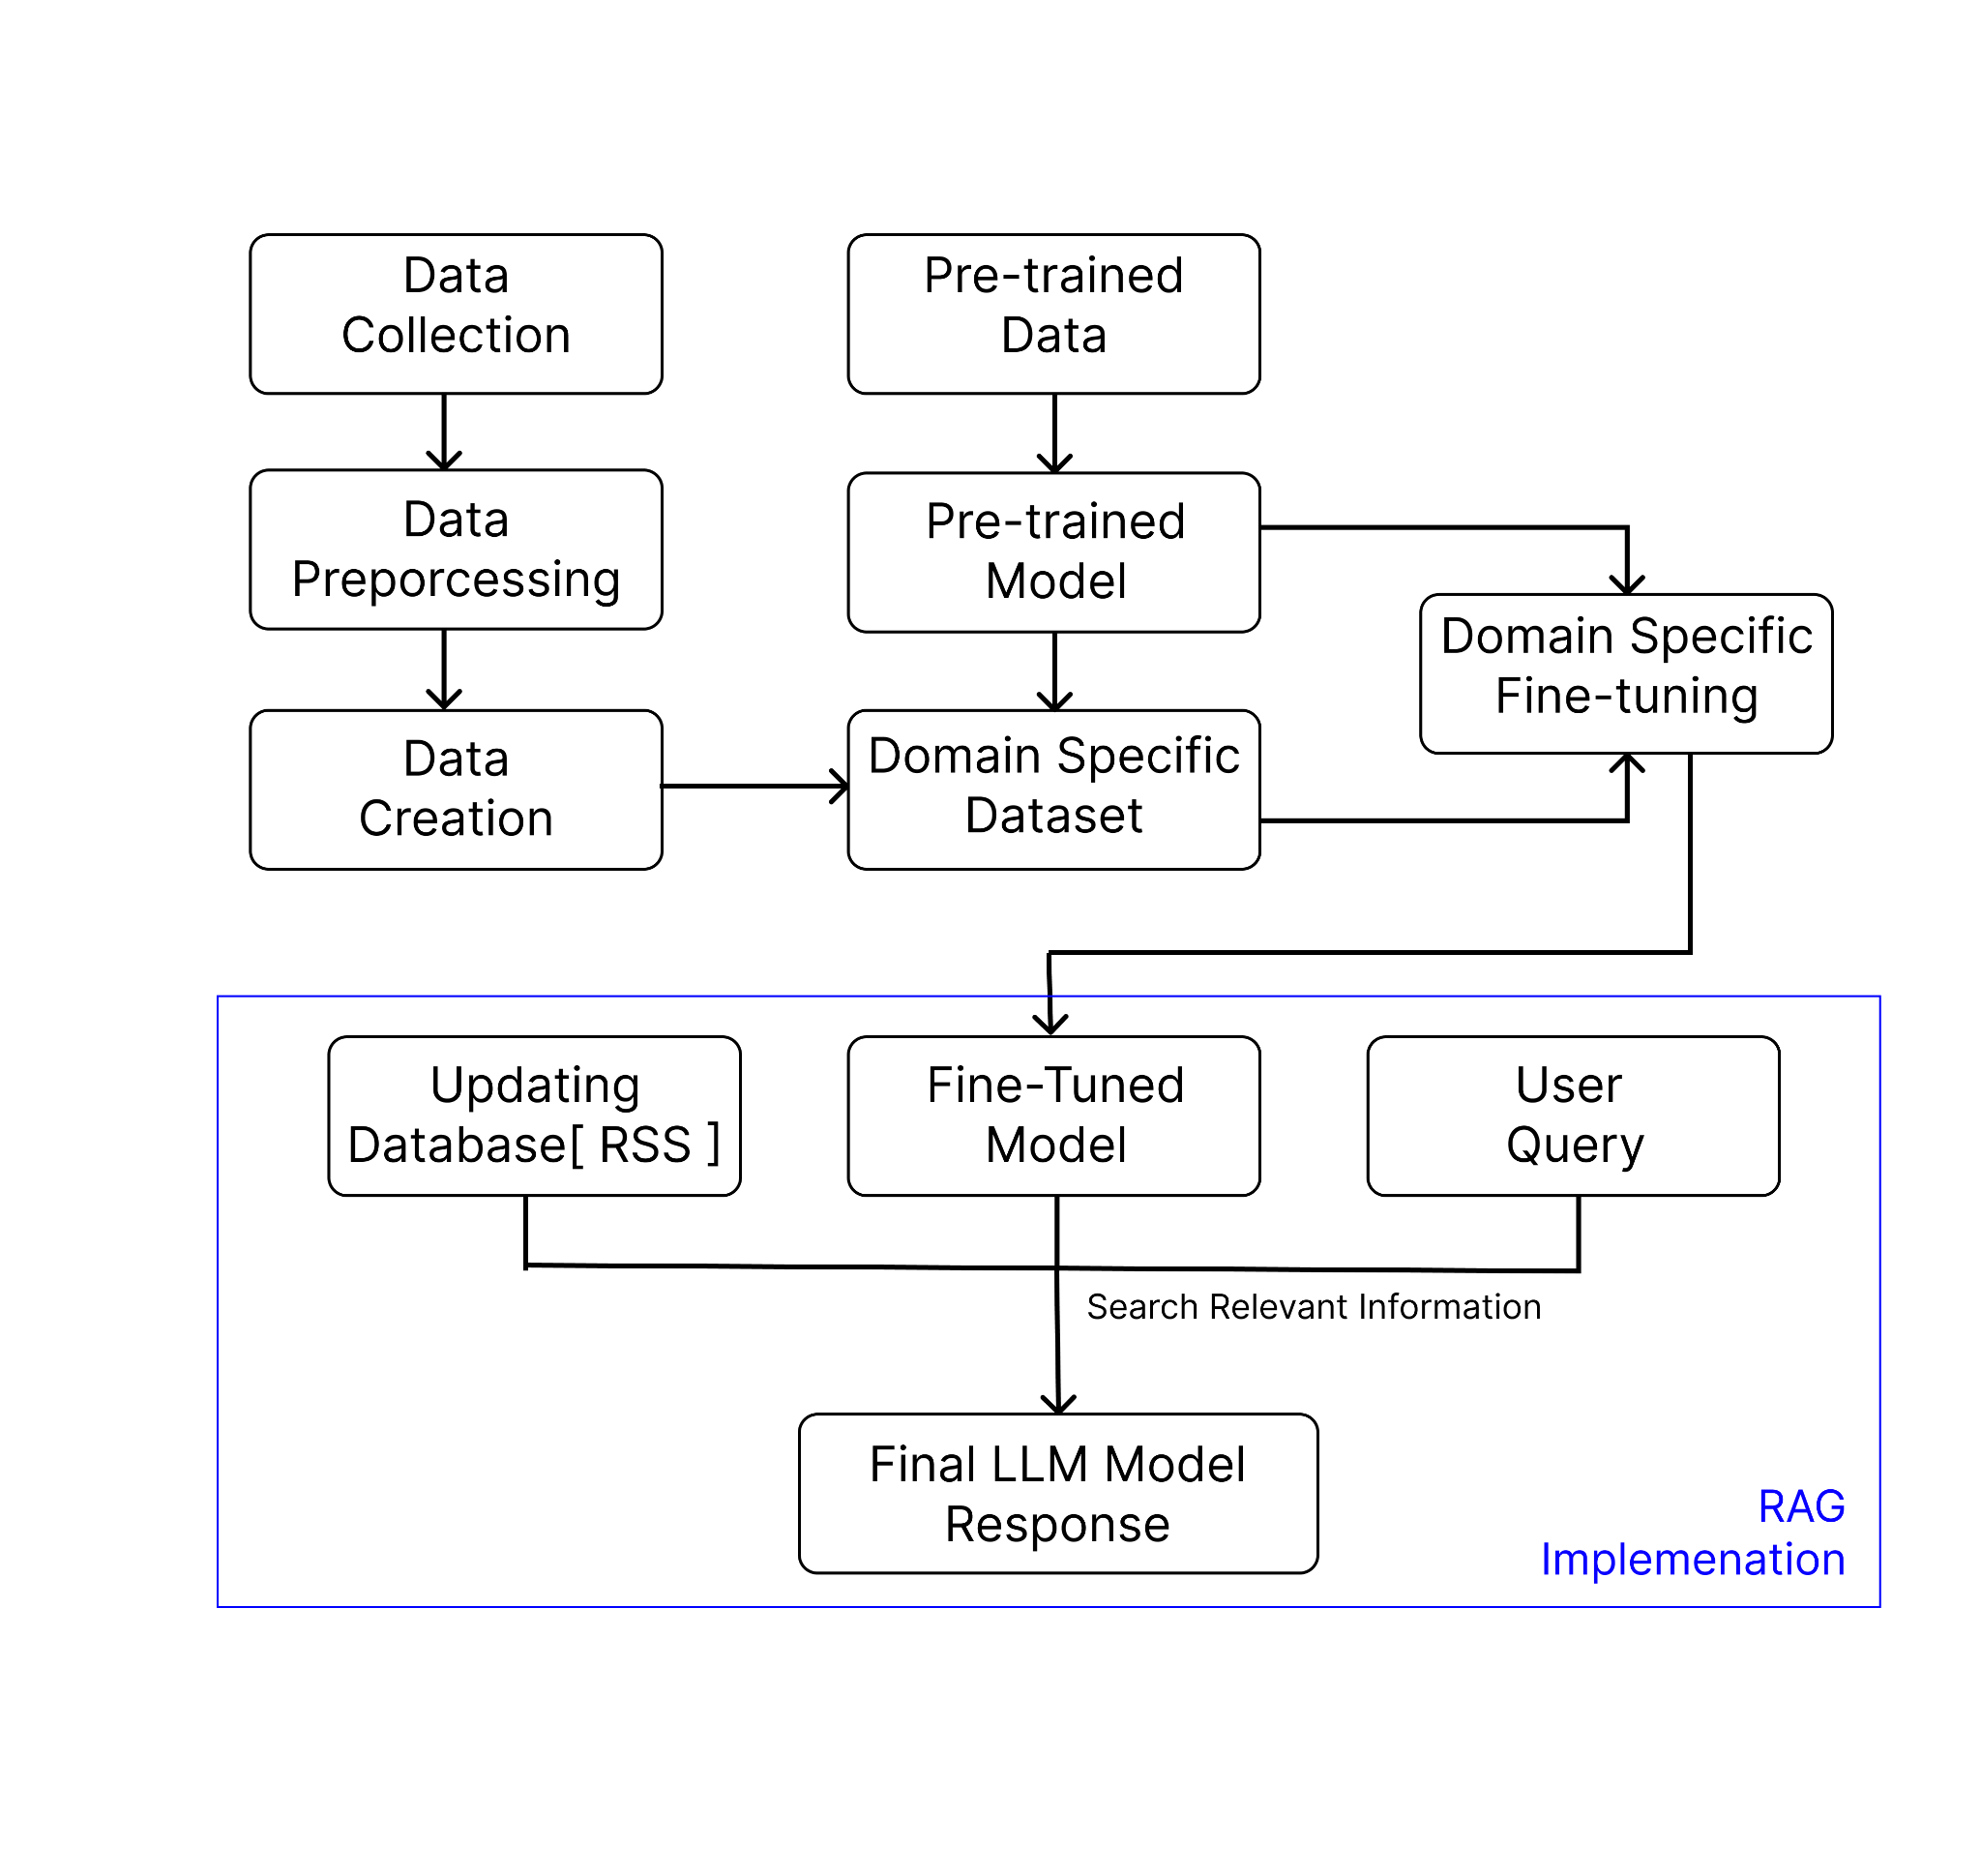 Data
Collection
Pre-trained
Data
Data
Preporcessing
Pre-trained
Model
Domain Specific
Fine-tuning
Data
Creation
Domain Specific
Dataset
Updating
Database[ RSS ]
Fine-Tuned
Model
User
Query
Search Relevant Information
Final LLM Model
Response
RAG
Implemenation